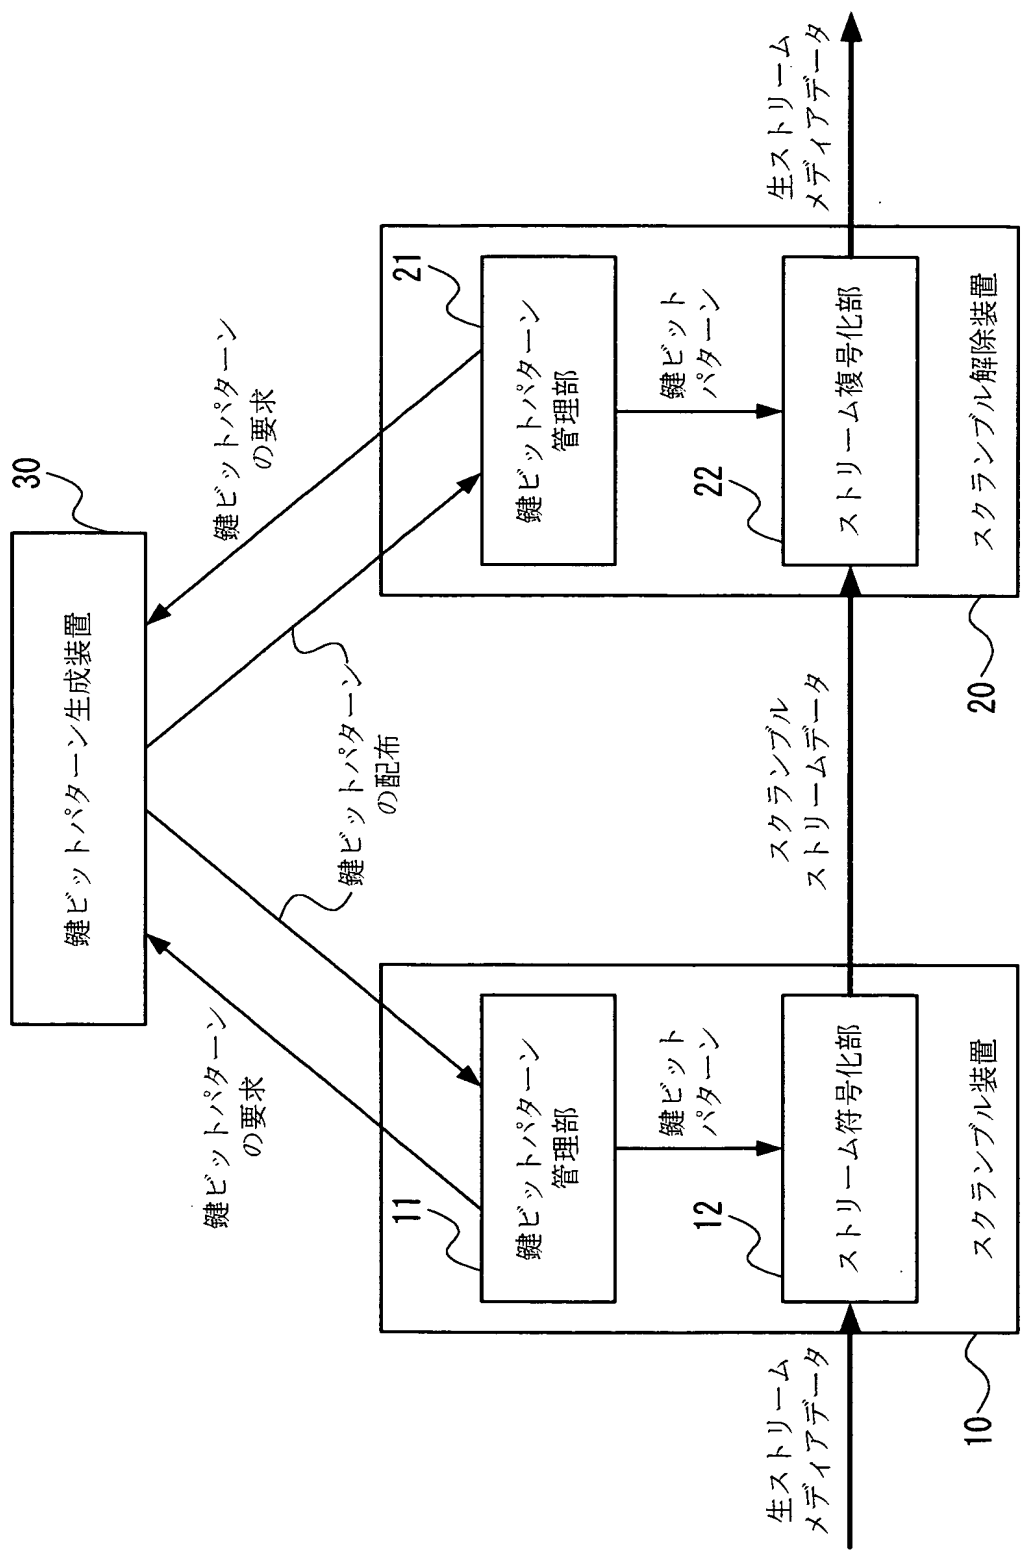 30
鍵ビットパターン生成装置
鍵ビットパターン
の要求
鍵ビットパターン
の配布
鍵ビットパターン
の要求
11
鍵ビットパターン
管理部
鍵ビット
パターン
12
ストリーム符号化部
スクランブル装置
10
生ストリーム
メディアデータ
スクランブル
ストリームデータ
21
鍵ビットパターン
管理部
鍵ビット
パターン
22
ストリーム複号化部
スクランブル解除装置
20
生ストリーム
メディアデータ